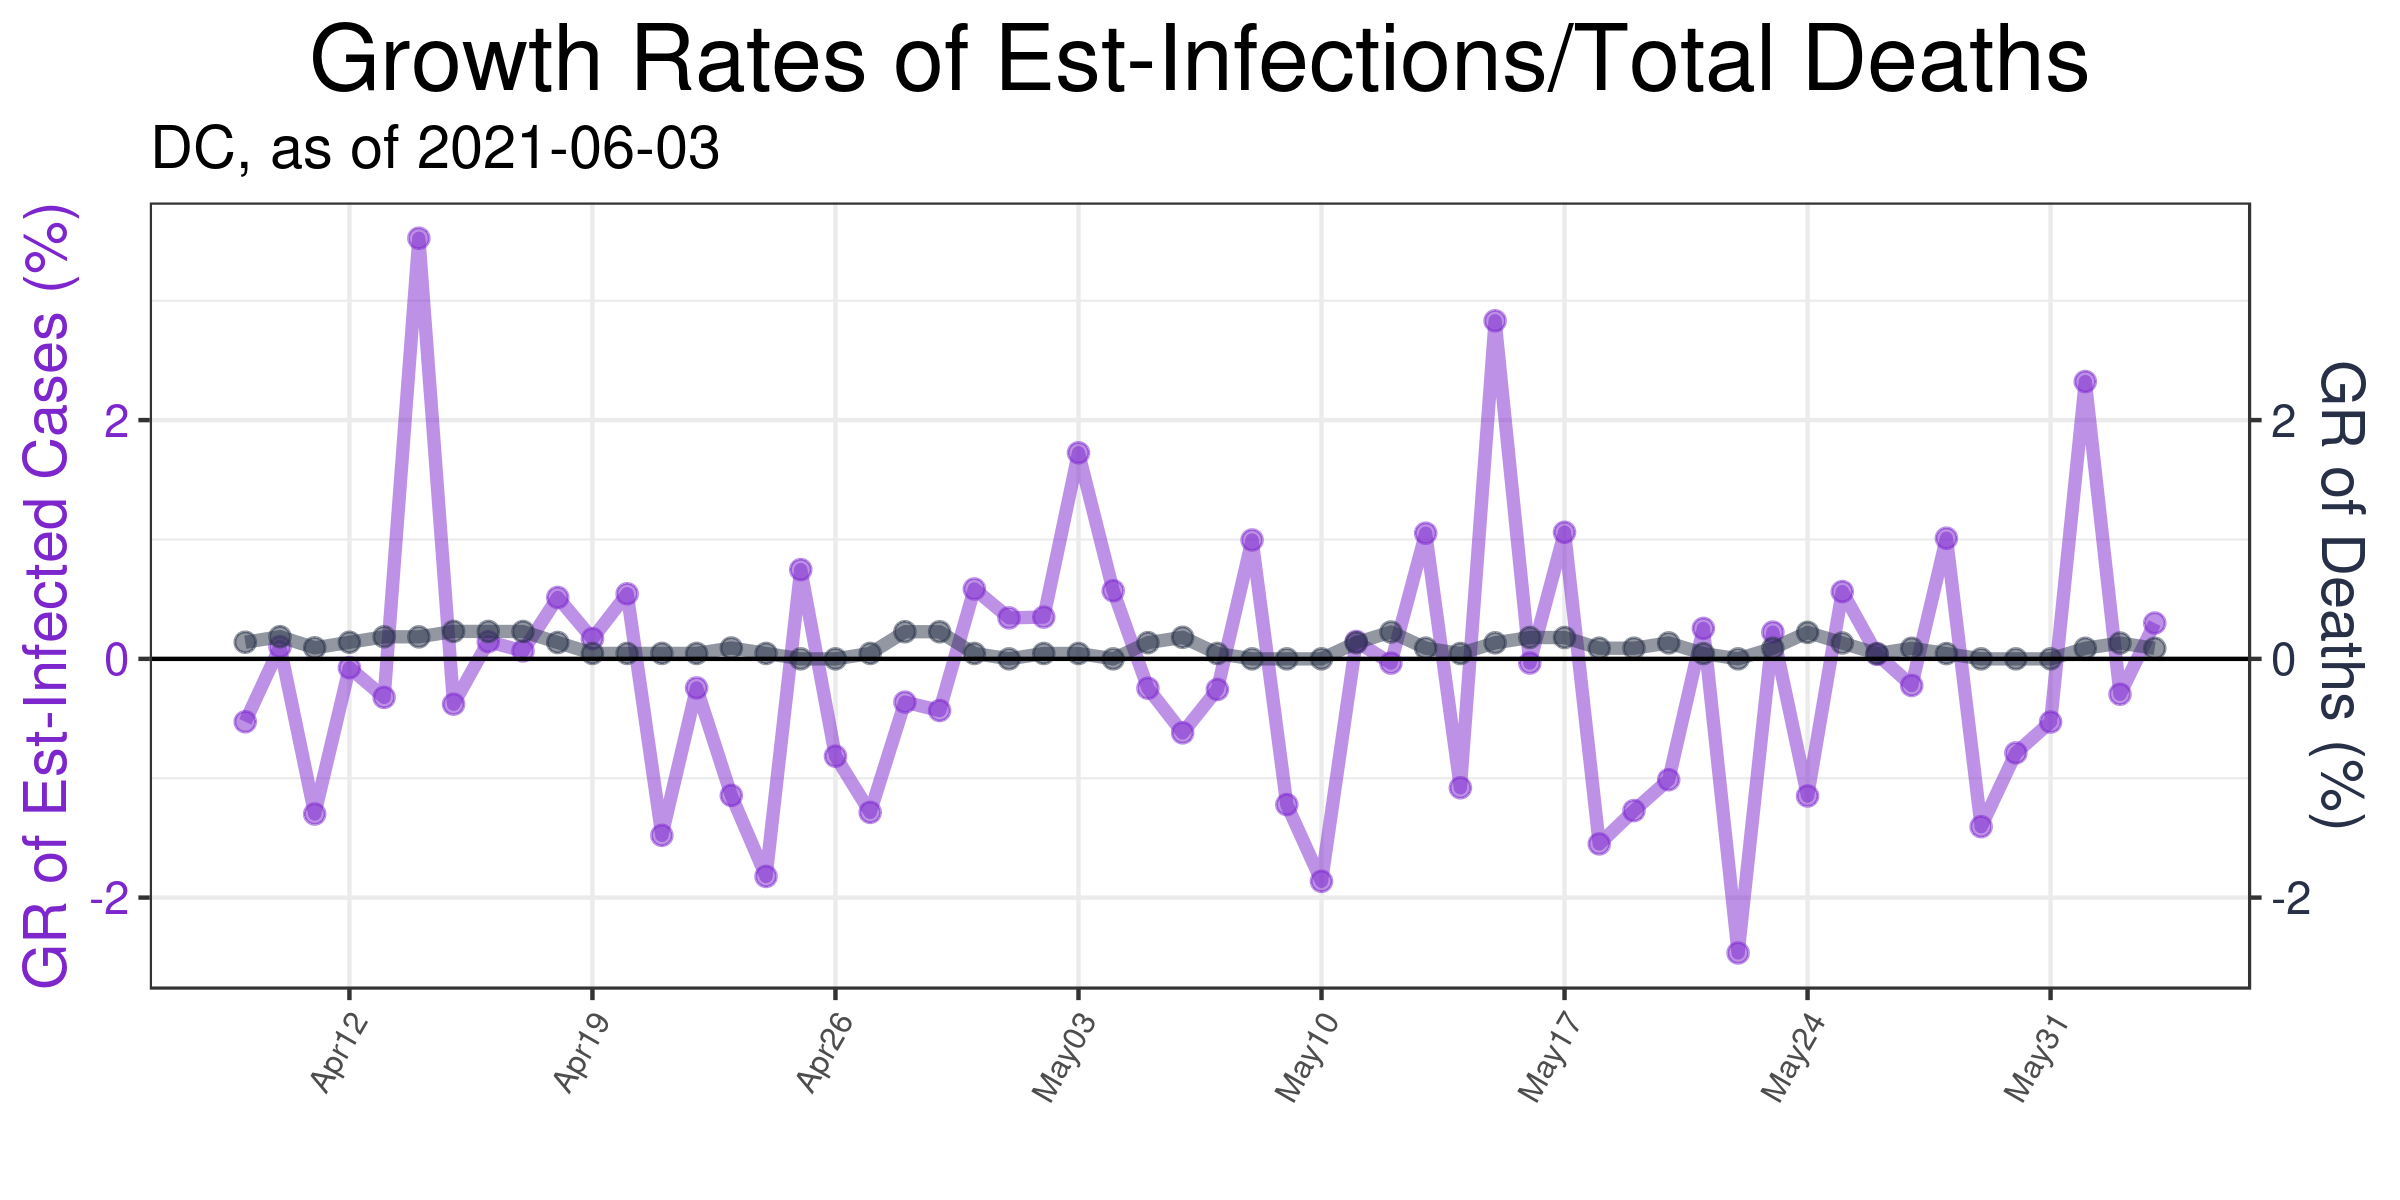 Growth Rates of Est-Infections/Total Deaths
DC, as of 2021-06-03
GR of Est-Infected Cases (%)
2
0
-2
2
0
-2
GR of Deaths (%)
Apr12
Apr19
Apr26
May03
May10
May17
May24
May31